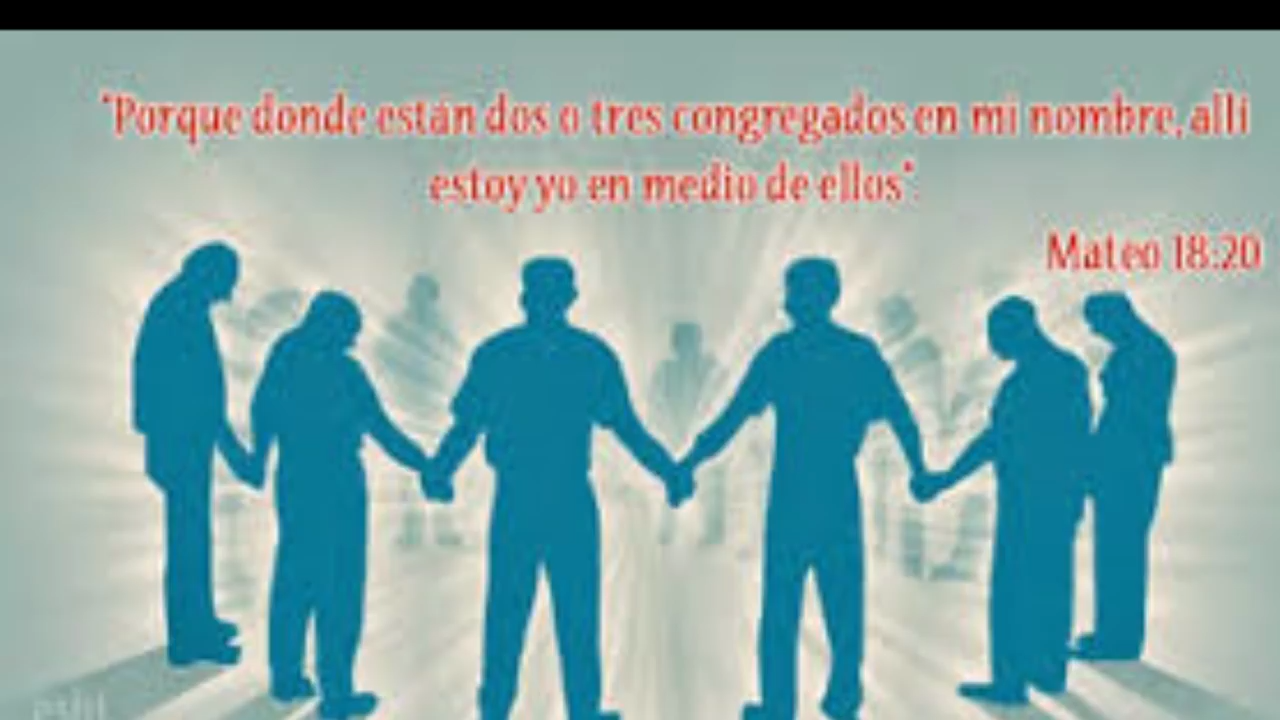 "Porque donde están dos o tres congregados en mi nombre, allí
estoy yo en medio de ellos".
Mateo 18:20